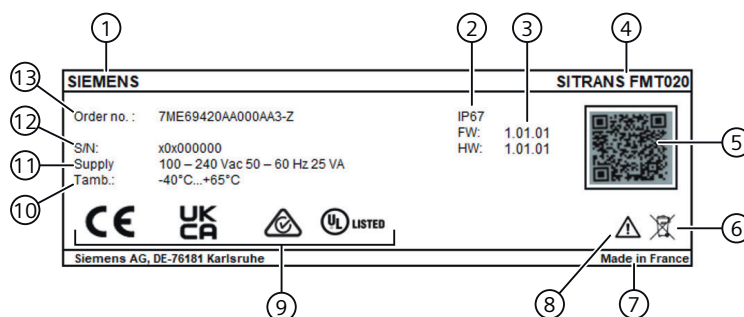 1
2
3
4
13
SIEMENS
SITRANS FMT020
Order no. :
7ME69420AA000AA3-Z
IP67
FW:
1.01.01
12
S/N:
x0x000000
HW:
1.01.01
5
11
Supply
100 – 240 Vac 50 – 60 Hz 25 VA
10
Tamb.:
-40°C...+65°C
CE
UK
CA
UL LISTED
6
Siemens AG, DE-76181 Karlsruhe
Made in France
9
8
7